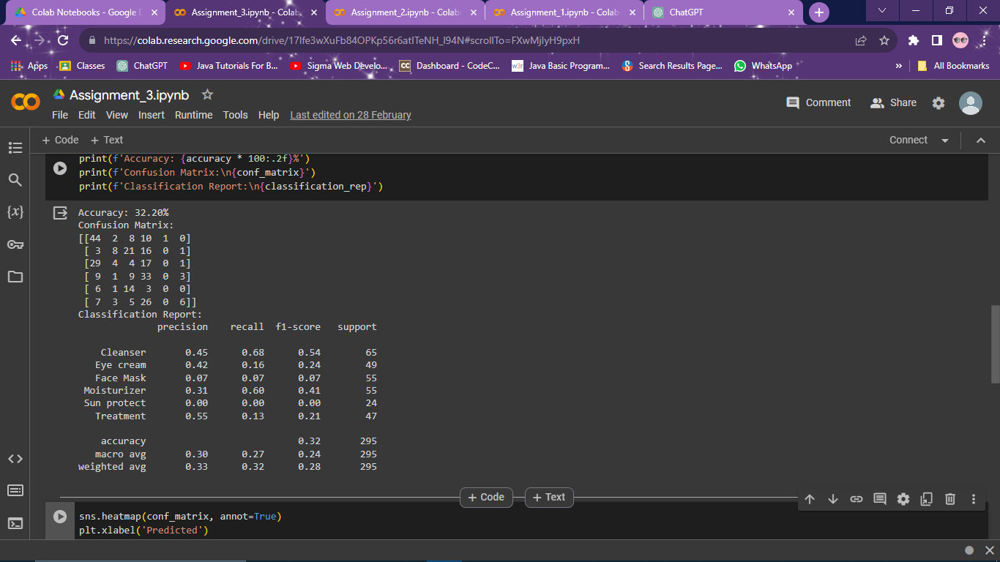 Colab Notebooks - Google D
Assignment_3.ipynb - Colab
Assignment_2.ipynb - Colab
Assignment_1.ipynb - Colab
ChatGPT
https://colab.research.google.com/drive/17lfe3wXuFb84OPKp56r6atITeNH_l94N#scrollTo=FXwMjlyH9pxH
Apps
Classes
ChatGPT
Java Tutorials For B...
Sigma Web Develo...
CC Dashboard - CodeC...
w3r Java Basic Program...
Search Results Page...
WhatsApp
» All Bookmarks
CO Assignment_3.ipynb
File Edit View Insert Runtime Tools Help Last edited on 28 February
Comment Share
+ Code + Text Connect
print(f'Accuracy: {accuracy * 100:.2f}%')
print(f'Confusion Matrix:\n{conf_matrix}')
print(f'Classification Report:\n{classification_rep}')
{x}
Accuracy: 32.20%
Confusion Matrix:
[[44 2 8 10 1 0]
[ 3 8 21 16 0 1]
[29 4 4 17 0 1]
[ 9 1 9 33 0 3]
[ 6 1 14 3 0 0]
[ 7 3 5 26 0 6]]
Classification Report:
precision recall f1-score support
Cleanser 0.45 0.68 0.54 65
Eye cream 0.42 0.16 0.24 49
Face Mask 0.07 0.07 0.07 55
Moisturizer 0.31 0.60 0.41 55
Sun protect 0.00 0.00 0.00 24
Treatment 0.55 0.13 0.21 47
accuracy 0.32 295
macro avg 0.30 0.27 0.24 295
weighted avg 0.33 0.32 0.28 295
+ Code + Text
sns.heatmap(conf_matrix, annot=True)
plt.xlabel('Predicted')